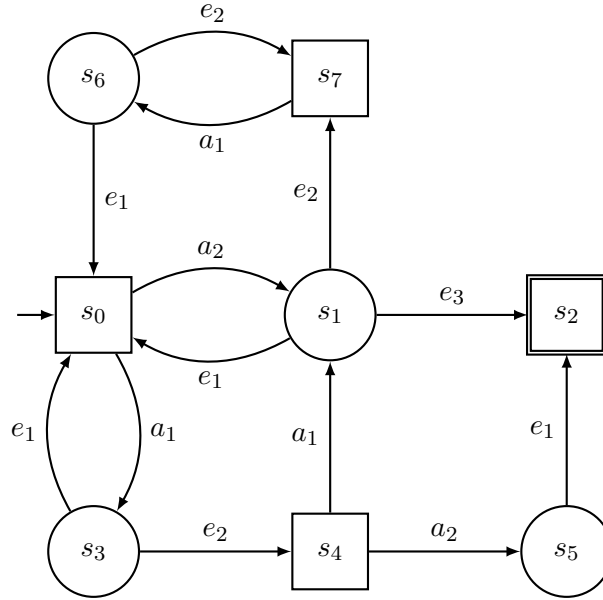 e₂
s₆ s₇
a₁
e₁ e₂
a₂
s₀ s₁ e₃ s₂
e₁
e₁ a₁ a₁ e₁
s₃ e₂ s₄ a₂ s₅